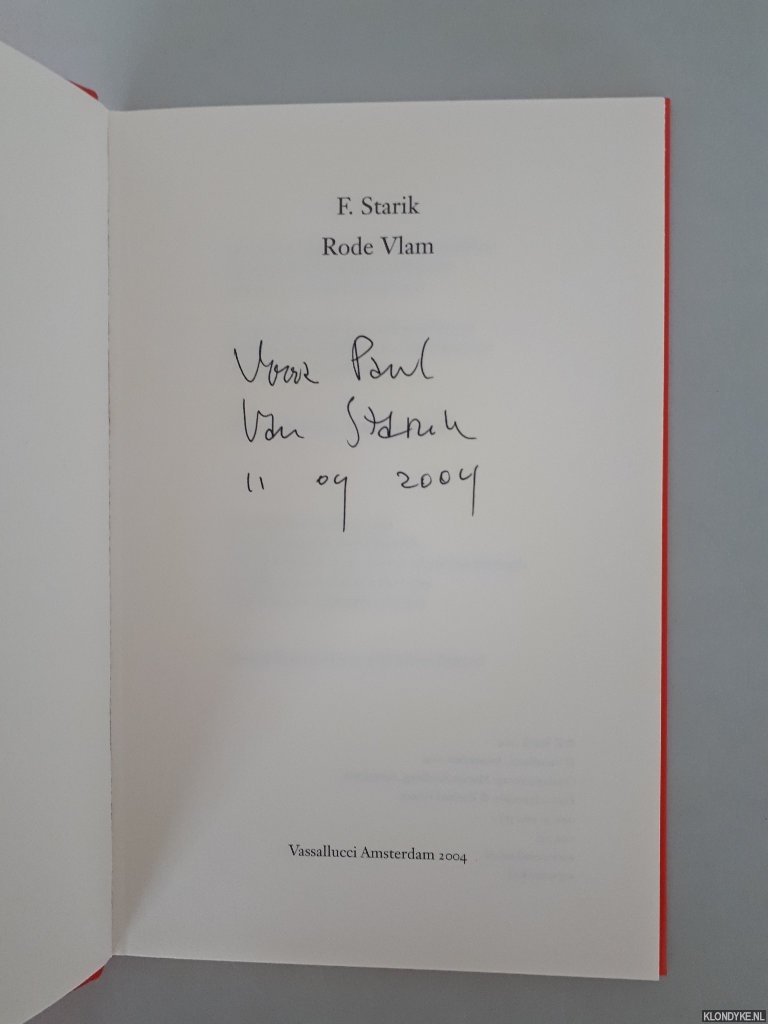 F. Starik
Rode Vlam
Voor Paul
Van Starik
11 09 2004
Vassallucci Amsterdam 2004
KLONDYKE.NL